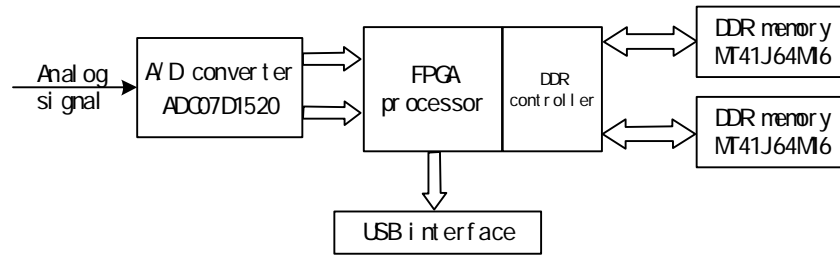 Analog
signal
A/D converter
ADC07D1520
FPGA
processor
DDR
controller
DDR memory
MT41J64M16
DDR memory
MT41J64M16
USB interface